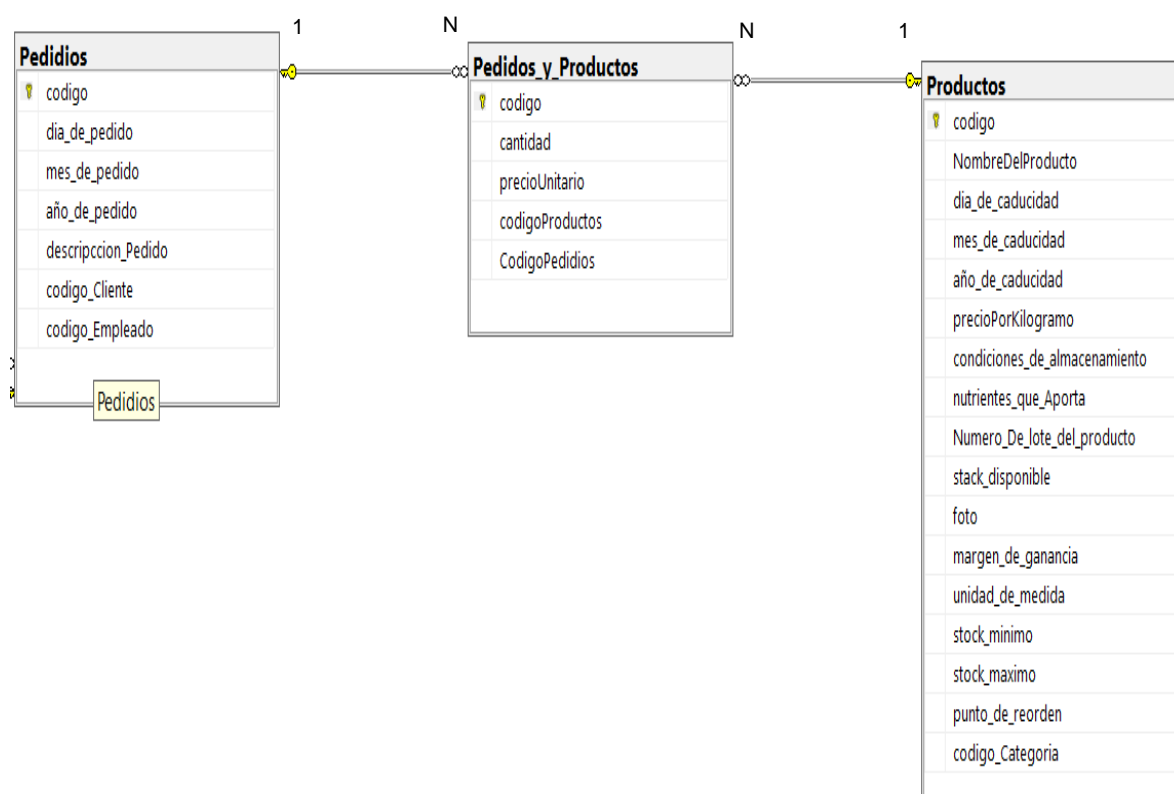 1
N
N
1
Pedidios
codigo
dia_de_pedido
mes_de_pedido
año_de_pedido
descripccion_Pedido
codigo_Cliente
codigo_Empleado
Pedidios
Pedidos_y_Productos
codigo
cantidad
precioUnitario
codigoProductos
CodigoPedidios
Productos
codigo
NombreDelProducto
dia_de_caducidad
mes_de_caducidad
año_de_caducidad
precioPorKilogramo
condiciones_de_almacenamiento
nutrientes_que_Aporta
Numero_De_lote_del_producto
stack_disponible
foto
margen_de_ganancia
unidad_de_medida
stock_minimo
stock_maximo
punto_de_reorden
codigo_Categoria